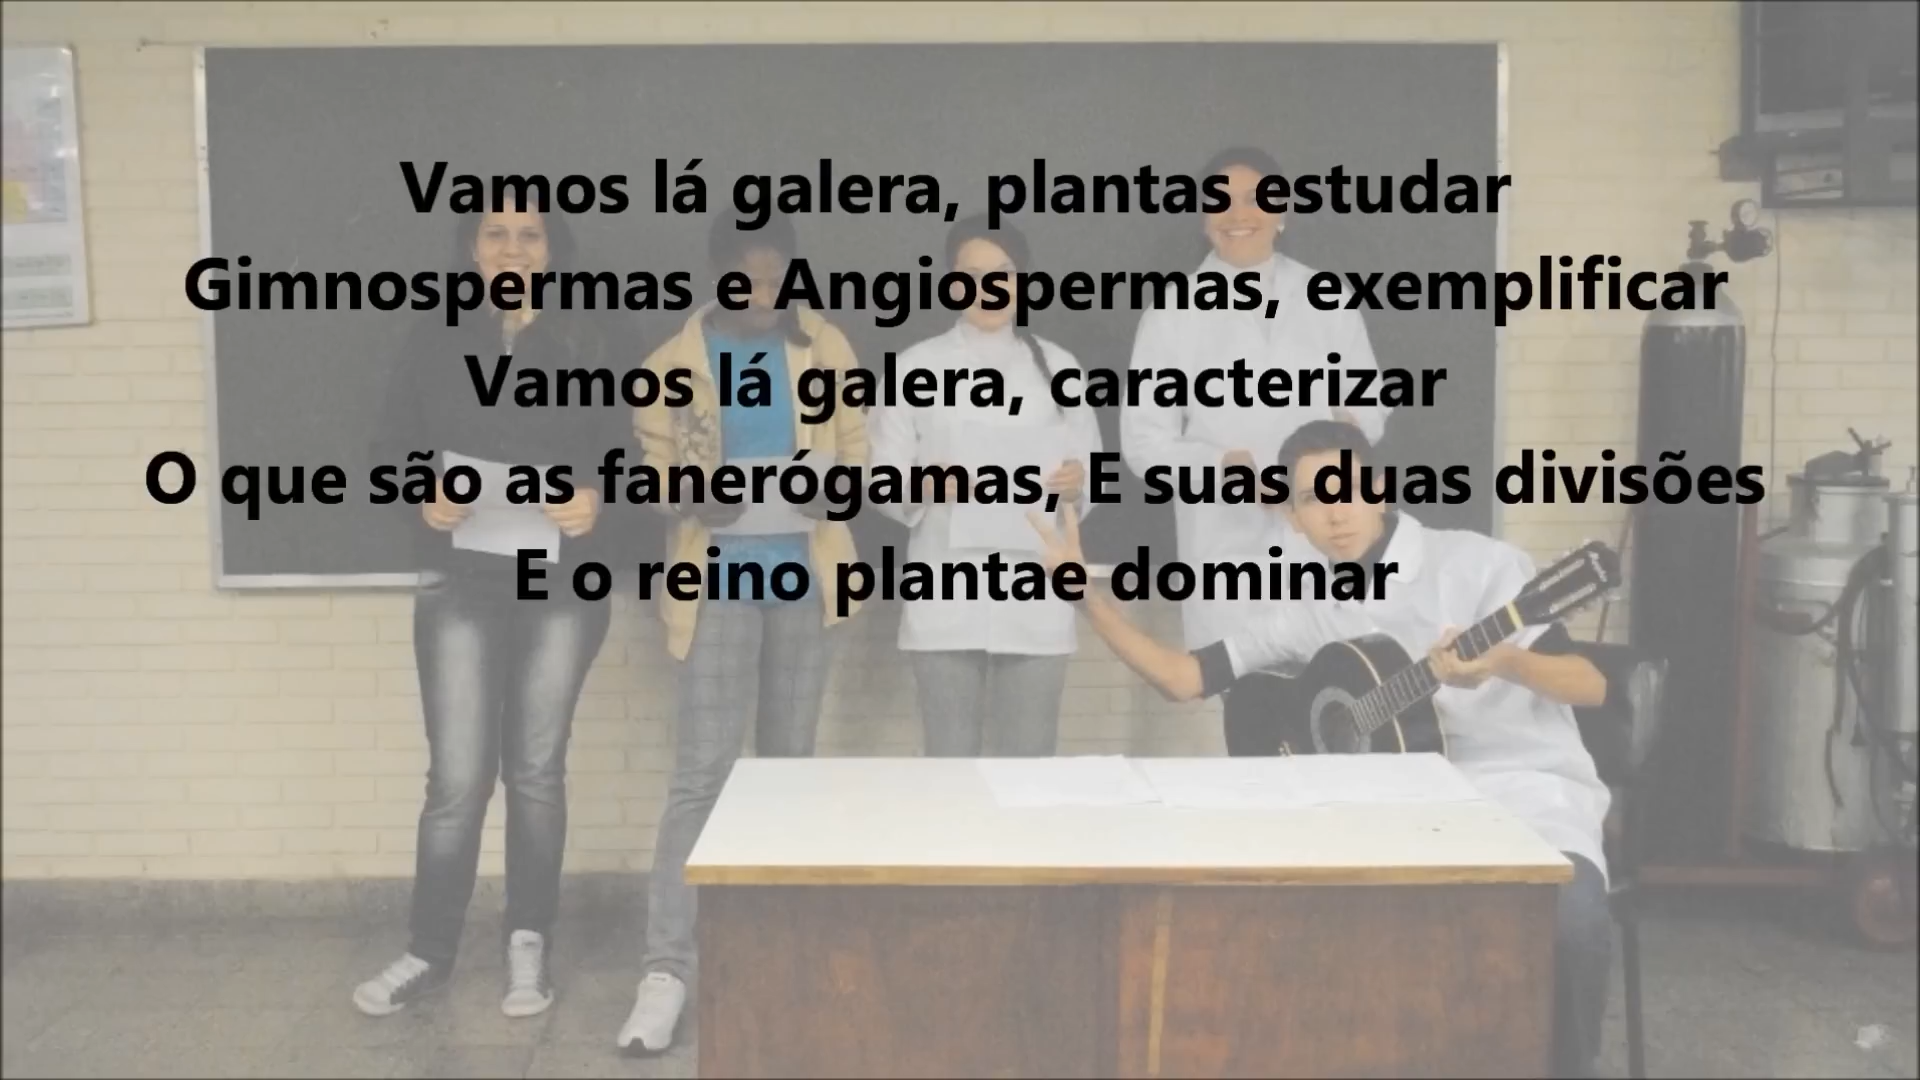 Vamos lá galera, plantas estudar
Gimnospermas e Angiospermas, exemplificar
Vamos lá galera, caracterizar
O que são as fanerógamas, E suas duas divisões
E o reino plantae dominar